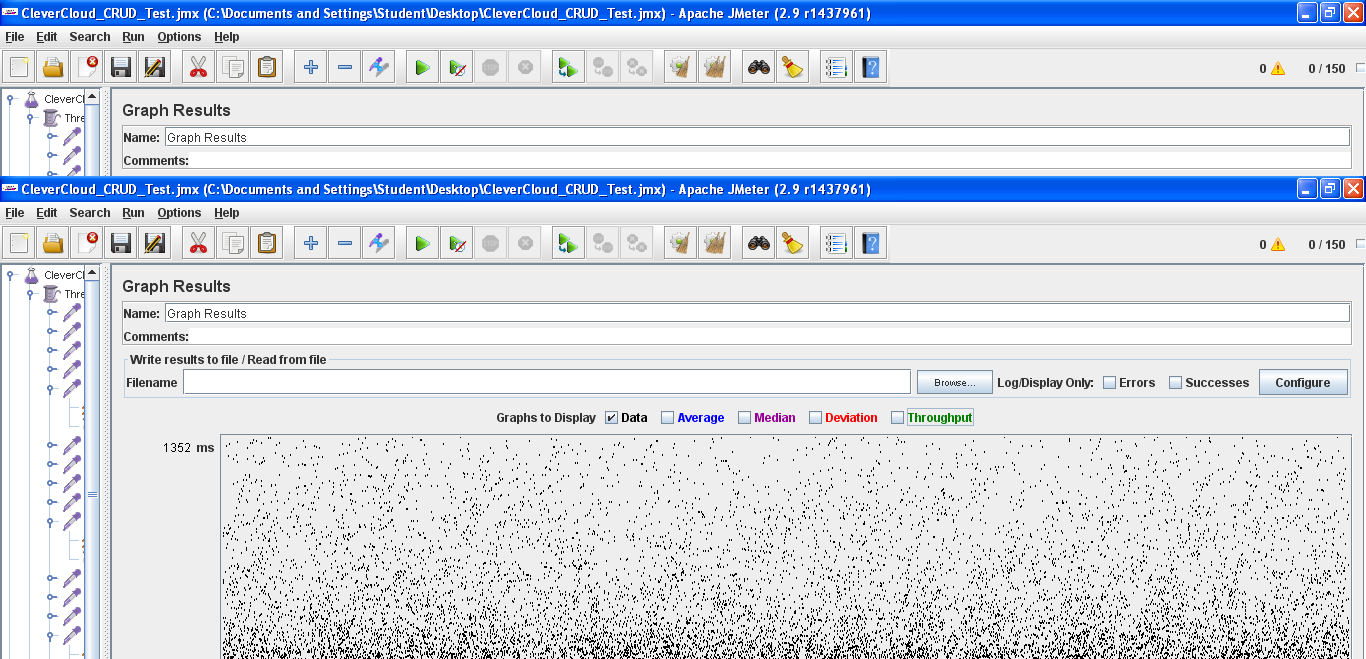 CleverCloud_CRUD_Test.jmx (C:\Documents and Settings\Student\Desktop\CleverCloud_CRUD_Test.jmx) - Apache JMeter (2.9 r1437961)
File Edit Search Run Options Help
0 0 / 150
CleverCl
Thre
Graph Results
Name: Graph Results
Comments:
CleverCloud_CRUD_Test.jmx (C:\Documents and Settings\Student\Desktop\CleverCloud_CRUD_Test.jmx) - Apache JMeter (2.9 r1437961)
File Edit Search Run Options Help
0 0 / 150
CleverCl
Thre
Graph Results
Name: Graph Results
Comments:
Write results to file / Read from file
Filename Browse... Log/Display Only: Errors Successes Configure
Graphs to Display Data Average Median Deviation Throughput
1352 ms